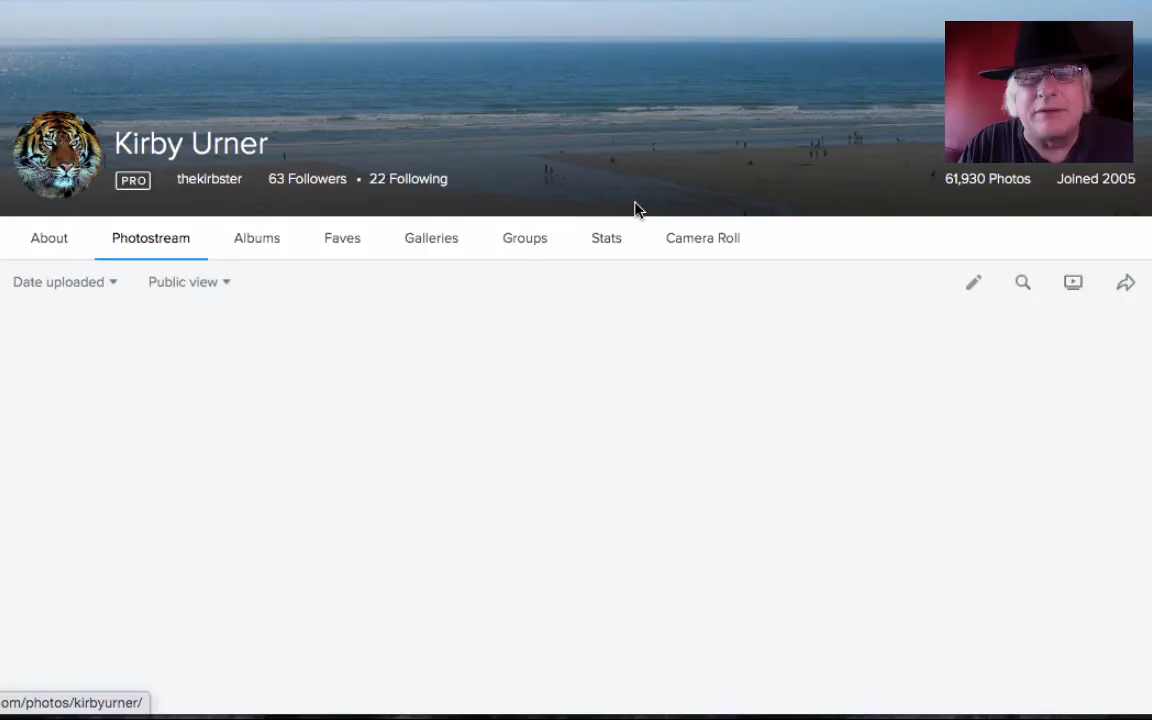 Kirby Urner
PRO thekirbster 63 Followers • 22 Following 61,930 Photos Joined 2005
About Photostream Albums Faves Galleries Groups Stats Camera Roll
Date uploaded Public view
om/photos/kirbyurner/